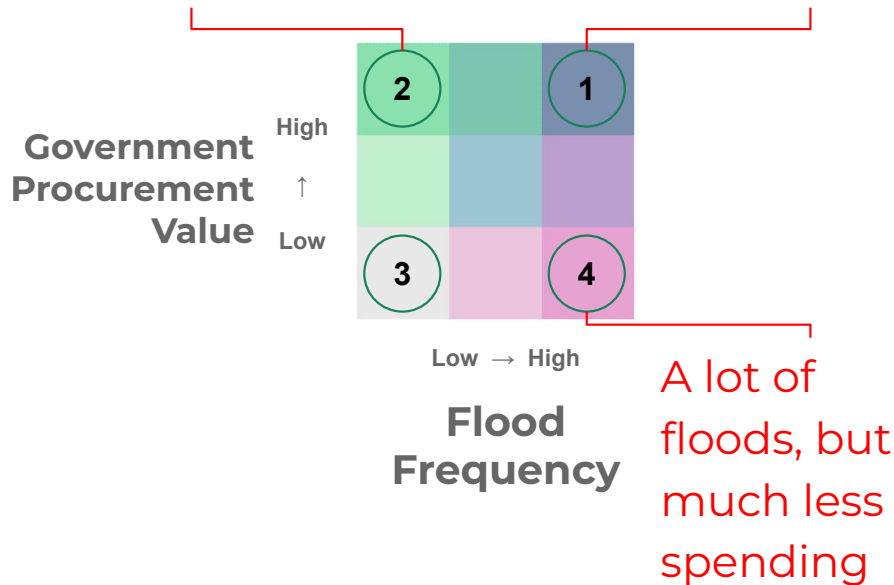 2
1
High
Government
Procurement
Value
↑
Low
3
4
Low → High
Flood
Frequency
A lot of
floods, but
much less
spending